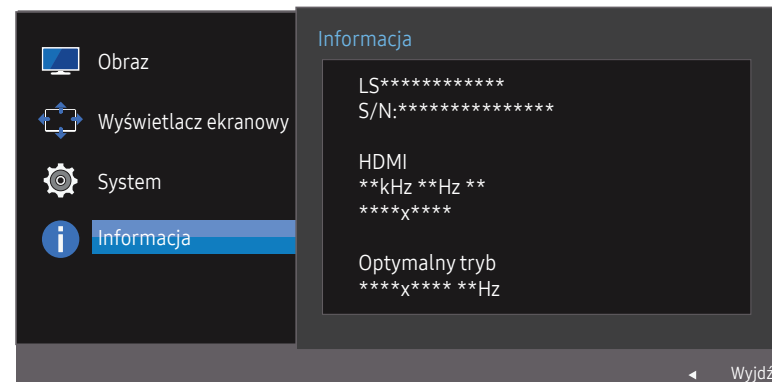 Obraz
Wyświetlacz ekranowy
System
Informacja
Informacja
LS************
S/N:***************
HDMI
**kHz **Hz **
****x****
Optymalny tryb
****x**** **Hz
Wyjdź